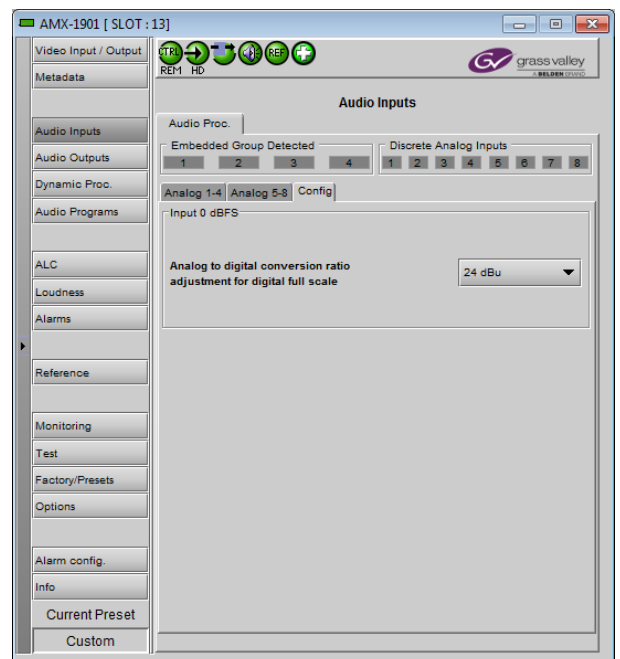 AMX-1901 [ SLOT : 13]
Video Input / Output
Metadata
Audio Inputs
Audio Outputs
Dynamic Proc.
Audio Programs
ALC
Loudness
Alarms
Reference
Monitoring
Test
Factory/Presets
Options
Alarm config.
Info
Current Preset
Custom
CTRL REF
REM HD
GV grass valley
A BELDEN BRAND
Audio Inputs
Audio Proc.
Embedded Group Detected
1 2 3 4
Discrete Analog Inputs
1 2 3 4 5 6 7 8
Analog 1-4 Analog 5-8 Config
Input 0 dBFS
Analog to digital conversion ratio
adjustment for digital full scale
24 dBu